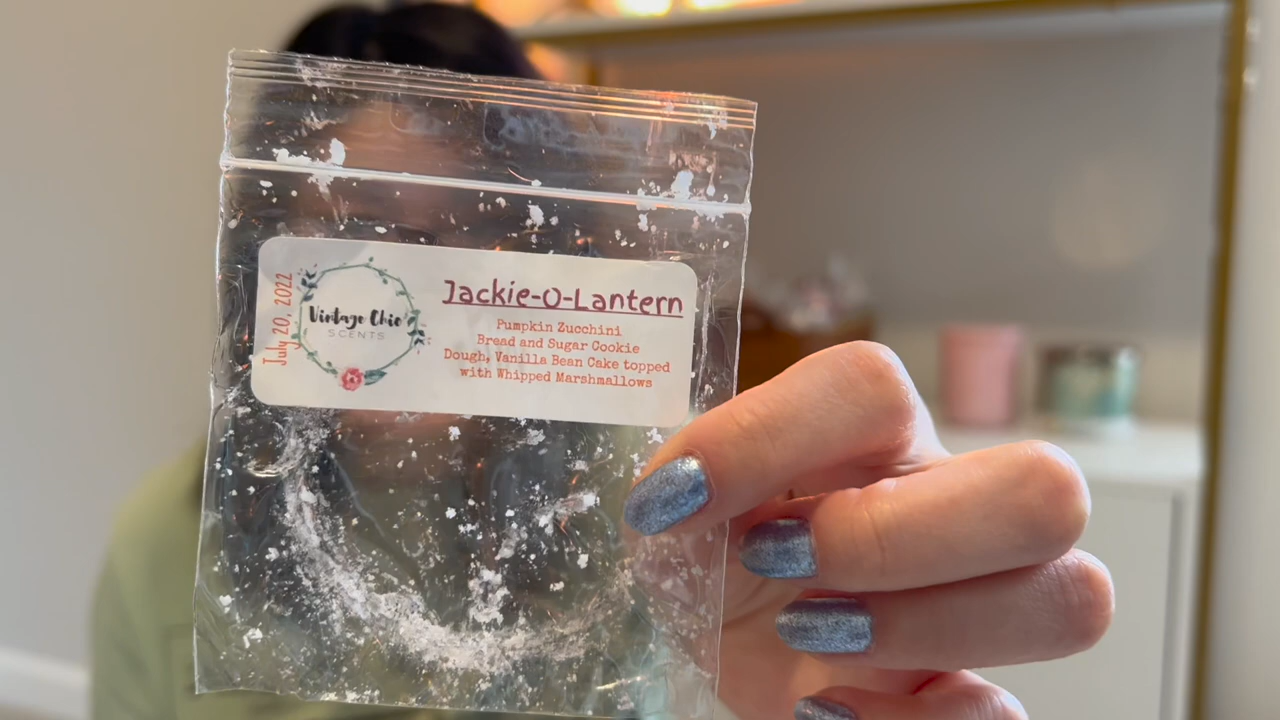 July 20, 2022
Vintage Chic
SCENTS
Jackie-O-Lantern
Pumpkin Zucchini
Bread and Sugar Cookie
Dough, Vanilla Bean Cake topped
with Whipped Marshmallows